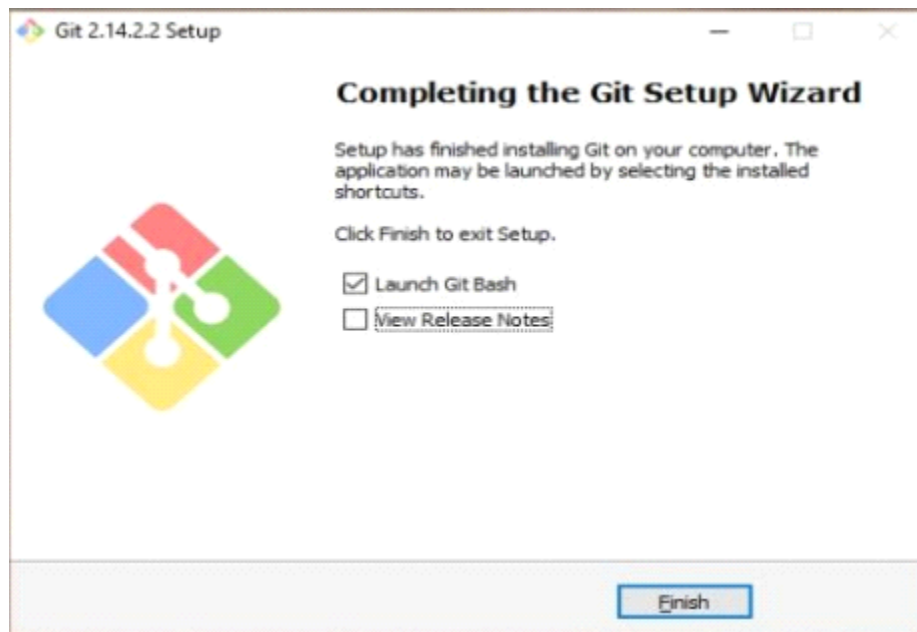 Git 2.14.2.2 Setup
Completing the Git Setup Wizard
Setup has finished installing Git on your computer. The
application may be launched by selecting the installed
shortcuts.
Click Finish to exit Setup.
Launch Git Bash
View Release Notes
Finish